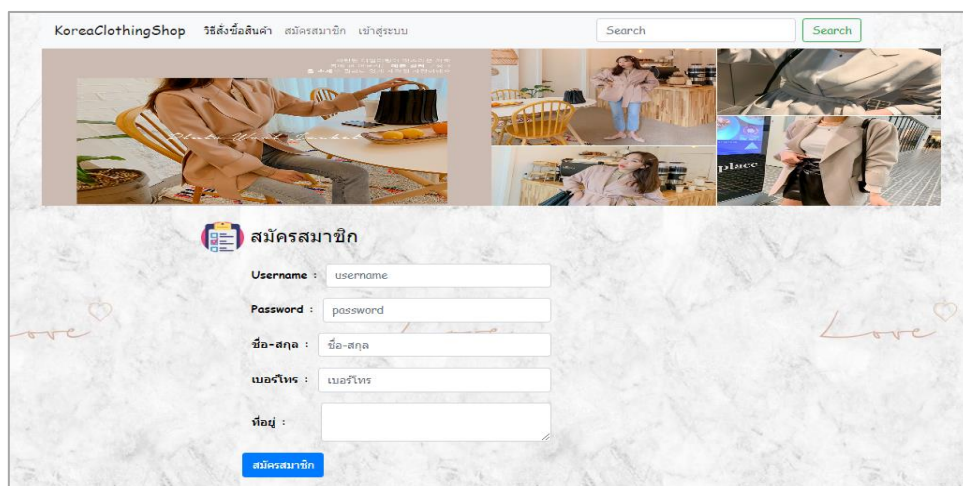 KoreaClothingShop วิธีสั่งซื้อสินค้า สมัครสมาชิก เข้าสู่ระบบ Search Search
place
สมัครสมาชิก
Username : username
Password : password
Love Love
ชื่อ-สกุล : ชื่อ-สกุล
เบอร์โทร : เบอร์โทร
ที่อยู่ :
สมัครสมาชิก